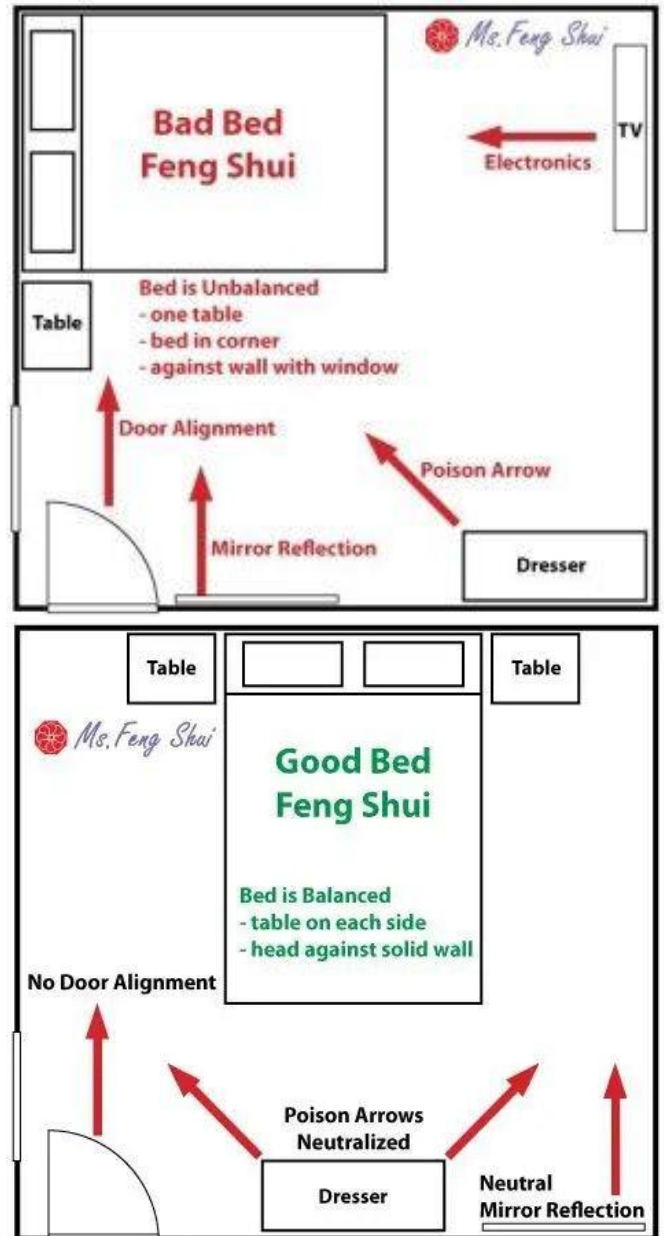 Ms. Feng Shui
Bad Bed
Feng Shui
TV
Electronics
Bed is Unbalanced
- one table
- bed in corner
- against wall with window
Table
Door Alignment
Poison Arrow
Mirror Reflection
Dresser
Table
Table
Ms. Feng Shui
Good Bed
Feng Shui
Bed is Balanced
- table on each side
- head against solid wall
No Door Alignment
Poison Arrows
Neutralized
Dresser
Neutral
Mirror Reflection